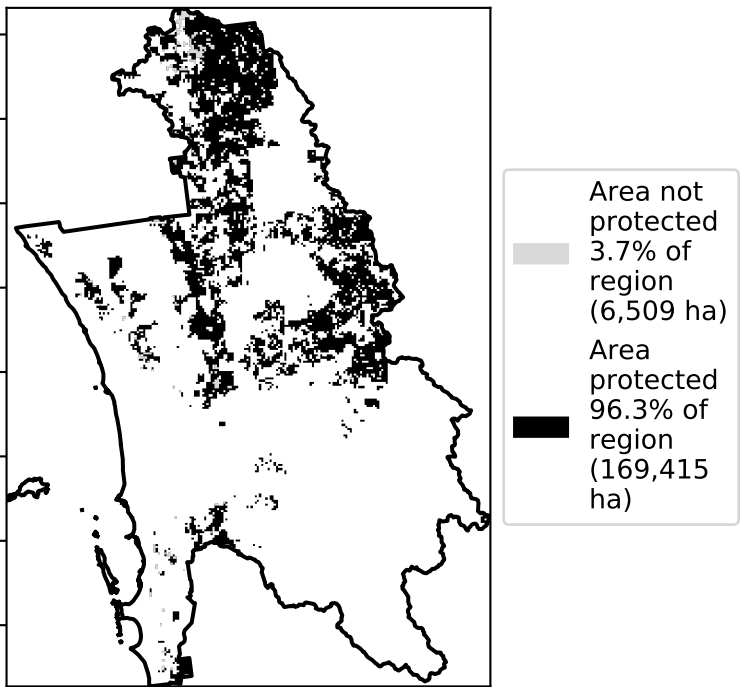 Area not
protected
3.7% of
region
(6,509 ha)
Area
protected
96.3% of
region
(169,415
ha)